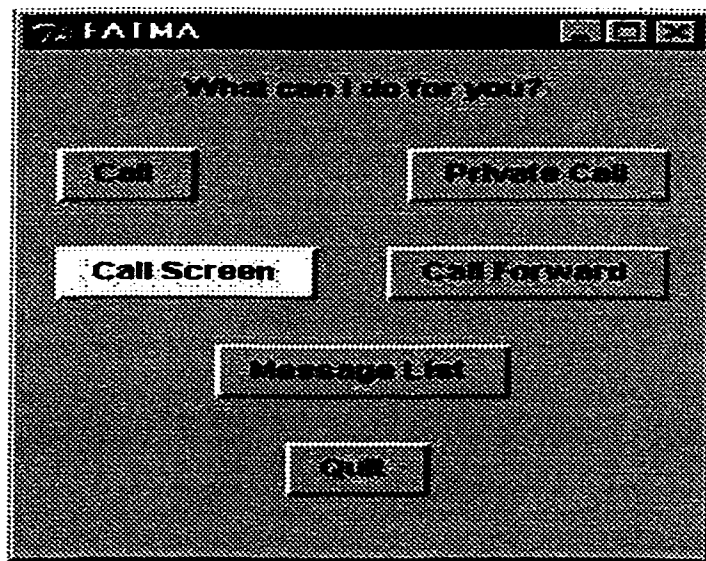 FATMA
What can I do for you?
Call Private Call
Call Screen Call Forward
Message List
Quit